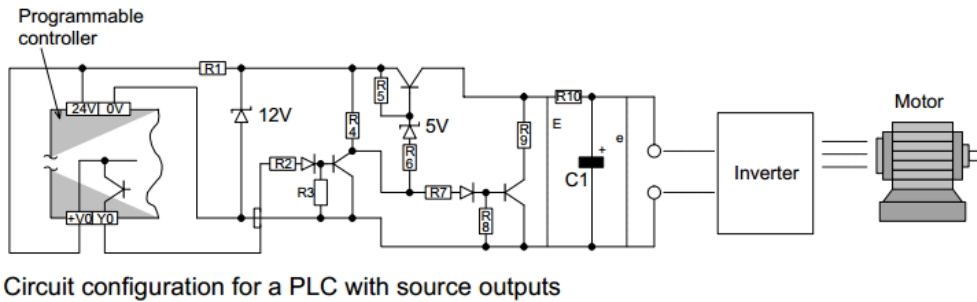 Programmable
controller
R1
24V 0V
12V
R5
5V
R4
R6
R2
R3
R7
R8
R9
R10
E
e
+
C1
Motor
Inverter
+V0 Y0
Circuit configuration for a PLC with source outputs